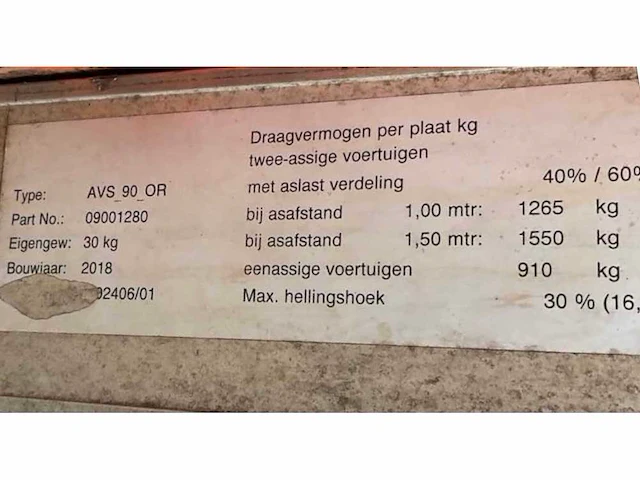 Draagvermogen per plaat kg
twee-assige voertuigen
met aslast verdeling 40% / 60%
Type: AVS_90_OR
bij asafstand 1,00 mtr: 1265 kg
Part No.: 09001280
bij asafstand 1,50 mtr: 1550 kg
Eigengew: 30 kg
eenassige voertuigen 910 kg
Bouwjaar: 2018
Max. hellingshoek 30 % (16,
02406/01